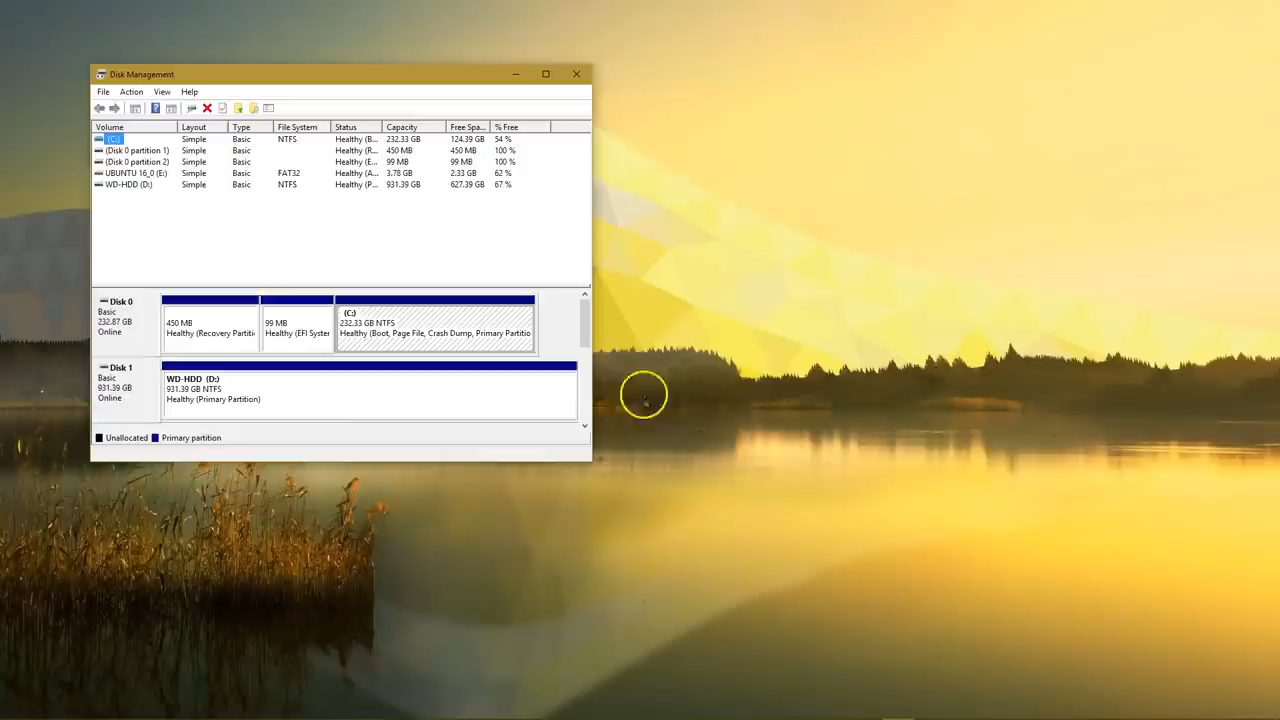 Disk Management
File Action View Help
Volume Layout Type File System Status Capacity Free Spa... % Free
(C:) Simple Basic NTFS Healthy (B... 232.33 GB 124.39 GB 54 %
(Disk 0 partition 1) Simple Basic Healthy (R... 450 MB 450 MB 100 %
(Disk 0 partition 2) Simple Basic Healthy (E... 99 MB 99 MB 100 %
UBUNTU 16_0 (E:) Simple Basic FAT32 Healthy (A... 3.78 GB 2.33 GB 62 %
WD-HDD (D:) Simple Basic NTFS Healthy (P... 931.39 GB 627.39 GB 67 %
Disk 0
Basic
232.87 GB
Online
450 MB
Healthy (Recovery Partiti
99 MB
Healthy (EFI System
(C:)
232.33 GB NTFS
Healthy (Boot, Page File, Crash Dump, Primary Partitio
Disk 1
Basic
931.39 GB
Online
WD-HDD (D:)
931.39 GB NTFS
Healthy (Primary Partition)
Unallocated Primary partition